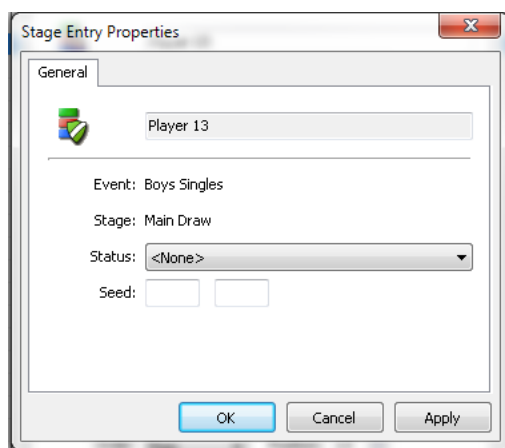 Stage Entry Properties
General
Player 13
Event: Boys Singles
Stage: Main Draw
Status: <None>
Seed:
OK Cancel Apply